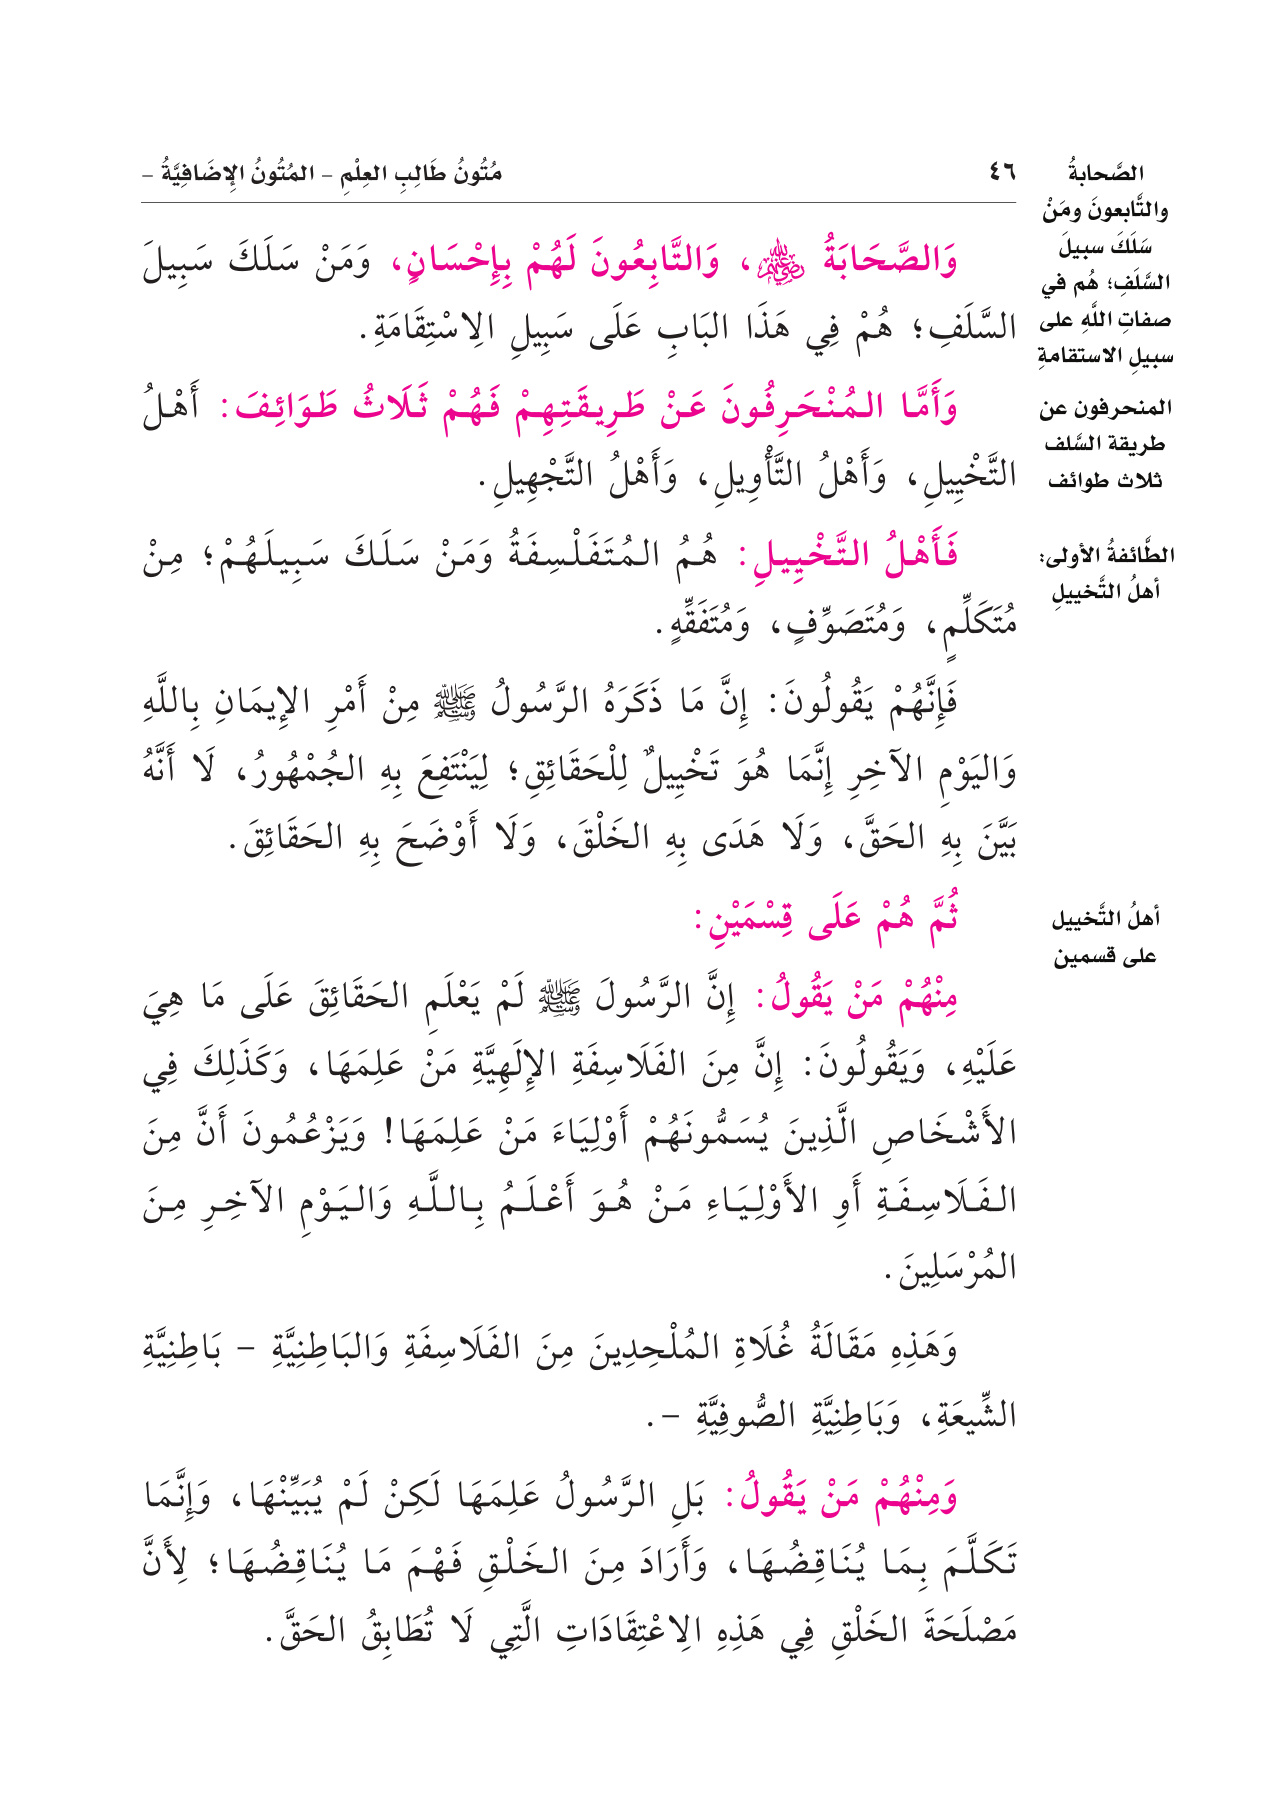 ٤٦
مُتُونُ طَالِبِ العِلْمِ – المُتُونُ الإِضَافِيَّةُ –
الصَّحابةُ
والتَّابعونَ ومَنْ
سَلَكَ سبيلَ
السَّلَفِ؛ هُم في
صفاتِ اللَّهِ على
سبيلِ الاستقامةِ
وَالصَّحَابَةُ ﵃، وَالتَّابِعُونَ لَهُمْ بِإِحْسَانٍ، وَمَنْ سَلَكَ سَبِيلَ
السَّلَفِ؛ هُمْ فِي هَذَا البَابِ عَلَى سَبِيلِ الِاسْتِقَامَةِ.
المنحرفون عن
طريقة السَّلف
ثلاث طوائف
وَأَمَّا المُنْحَرِفُونَ عَنْ طَرِيقَتِهِمْ فَهُمْ ثَلَاثُ طَوَائِفَ: أَهْلُ
التَّخْيِيلِ، وَأَهْلُ التَّأْوِيلِ، وَأَهْلُ التَّجْهِيلِ.
الطَّائفةُ الأولى:
أهلُ التَّخييلِ
فَأَهْلُ التَّخْيِيلِ: هُمُ المُتَفَلْسِفَةُ وَمَنْ سَلَكَ سَبِيلَهُمْ؛ مِنْ
مُتَكَلِّمٍ، وَمُتَصَوِّفٍ، وَمُتَفَقِّهٍ.
فَإِنَّهُمْ يَقُولُونَ: إِنَّ مَا ذَكَرَهُ الرَّسُولُ ﷺ مِنْ أَمْرِ الإِيمَانِ بِاللَّهِ
وَاليَوْمِ الآخِرِ إِنَّمَا هُوَ تَخْيِيلٌ لِلْحَقَائِقِ؛ لِيَنْتَفِعَ بِهِ الجُمْهُورُ، لَا أَنَّهُ
بَيَّنَ بِهِ الحَقَّ، وَلَا هَدَى بِهِ الخَلْقَ، وَلَا أَوْضَحَ بِهِ الحَقَائِقَ.
أهلُ التَّخييل
على قسمين
ثُمَّ هُمْ عَلَى قِسْمَيْنِ:
مِنْهُمْ مَنْ يَقُولُ: إِنَّ الرَّسُولَ ﷺ لَمْ يَعْلَمِ الحَقَائِقَ عَلَى مَا هِيَ
عَلَيْهِ، وَيَقُولُونَ: إِنَّ مِنَ الفَلَاسِفَةِ الإِلَهِيَّةِ مَنْ عَلِمَهَا، وَكَذَلِكَ فِي
الأَشْخَاصِ الَّذِينَ يُسَمُّونَهُمْ أَوْلِيَاءَ مَنْ عَلِمَهَا! وَيَزْعُمُونَ أَنَّ مِنَ
الفَلَاسِفَةِ أَوِ الأَوْلِيَاءِ مَنْ هُوَ أَعْلَمُ بِاللَّهِ وَاليَوْمِ الآخِرِ مِنَ
المُرْسَلِينَ.
وَهَذِهِ مَقَالَةُ غُلَاةِ المُلْحِدِينَ مِنَ الفَلَاسِفَةِ وَالبَاطِنِيَّةِ – بَاطِنِيَّةِ
الشِّيعَةِ، وَبَاطِنِيَّةِ الصُّوفِيَّةِ –.
وَمِنْهُمْ مَنْ يَقُولُ: بَلِ الرَّسُولُ عَلِمَهَا لَكِنْ لَمْ يُبَيِّنْهَا، وَإِنَّمَا
تَكَلَّمَ بِمَا يُنَاقِضُهَا، وَأَرَادَ مِنَ الخَلْقِ فَهْمَ مَا يُنَاقِضُهَا؛ لِأَنَّ
مَصْلَحَةَ الخَلْقِ فِي هَذِهِ الِاعْتِقَادَاتِ الَّتِي لَا تُطَابِقُ الحَقَّ.